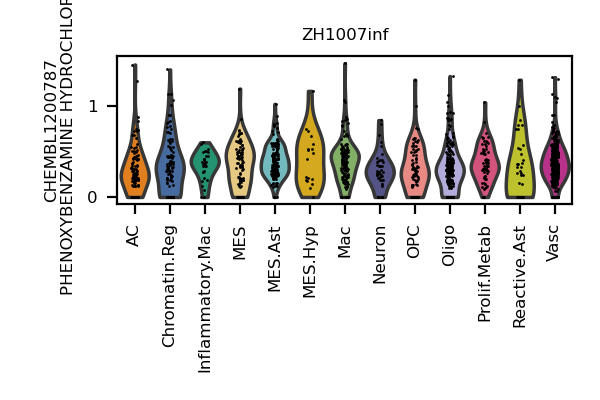 ZH1007inf
CHEMBL1200787
PHENOXYBENZAMINE HYDROCHLOR
1
0
AC
Chromatin.Reg
Inflammatory.Mac
MES
MES.Ast
MES.Hyp
Mac
Neuron
OPC
Oligo
Prolif.Metab
Reactive.Ast
Vasc